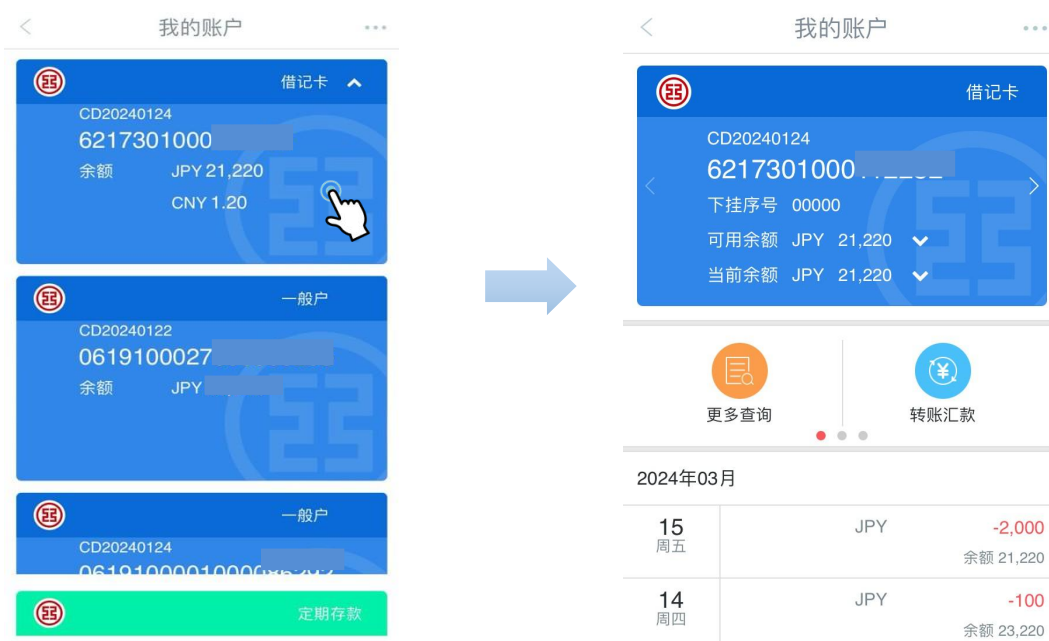 我的账户
借记卡
CD20240124
6217301000
余额 JPY 21,220
CNY 1.20
一般户
CD20240122
0619100027
余额 JPY
一般户
CD20240124
定期存款
我的账户
借记卡
CD20240124
6217301000
下挂序号 00000
可用余额 JPY 21,220
当前余额 JPY 21,220
更多查询 转账汇款
2024年03月
15 JPY -2,000
周五 余额 21,220
14 JPY -100
周四 余额 23,220